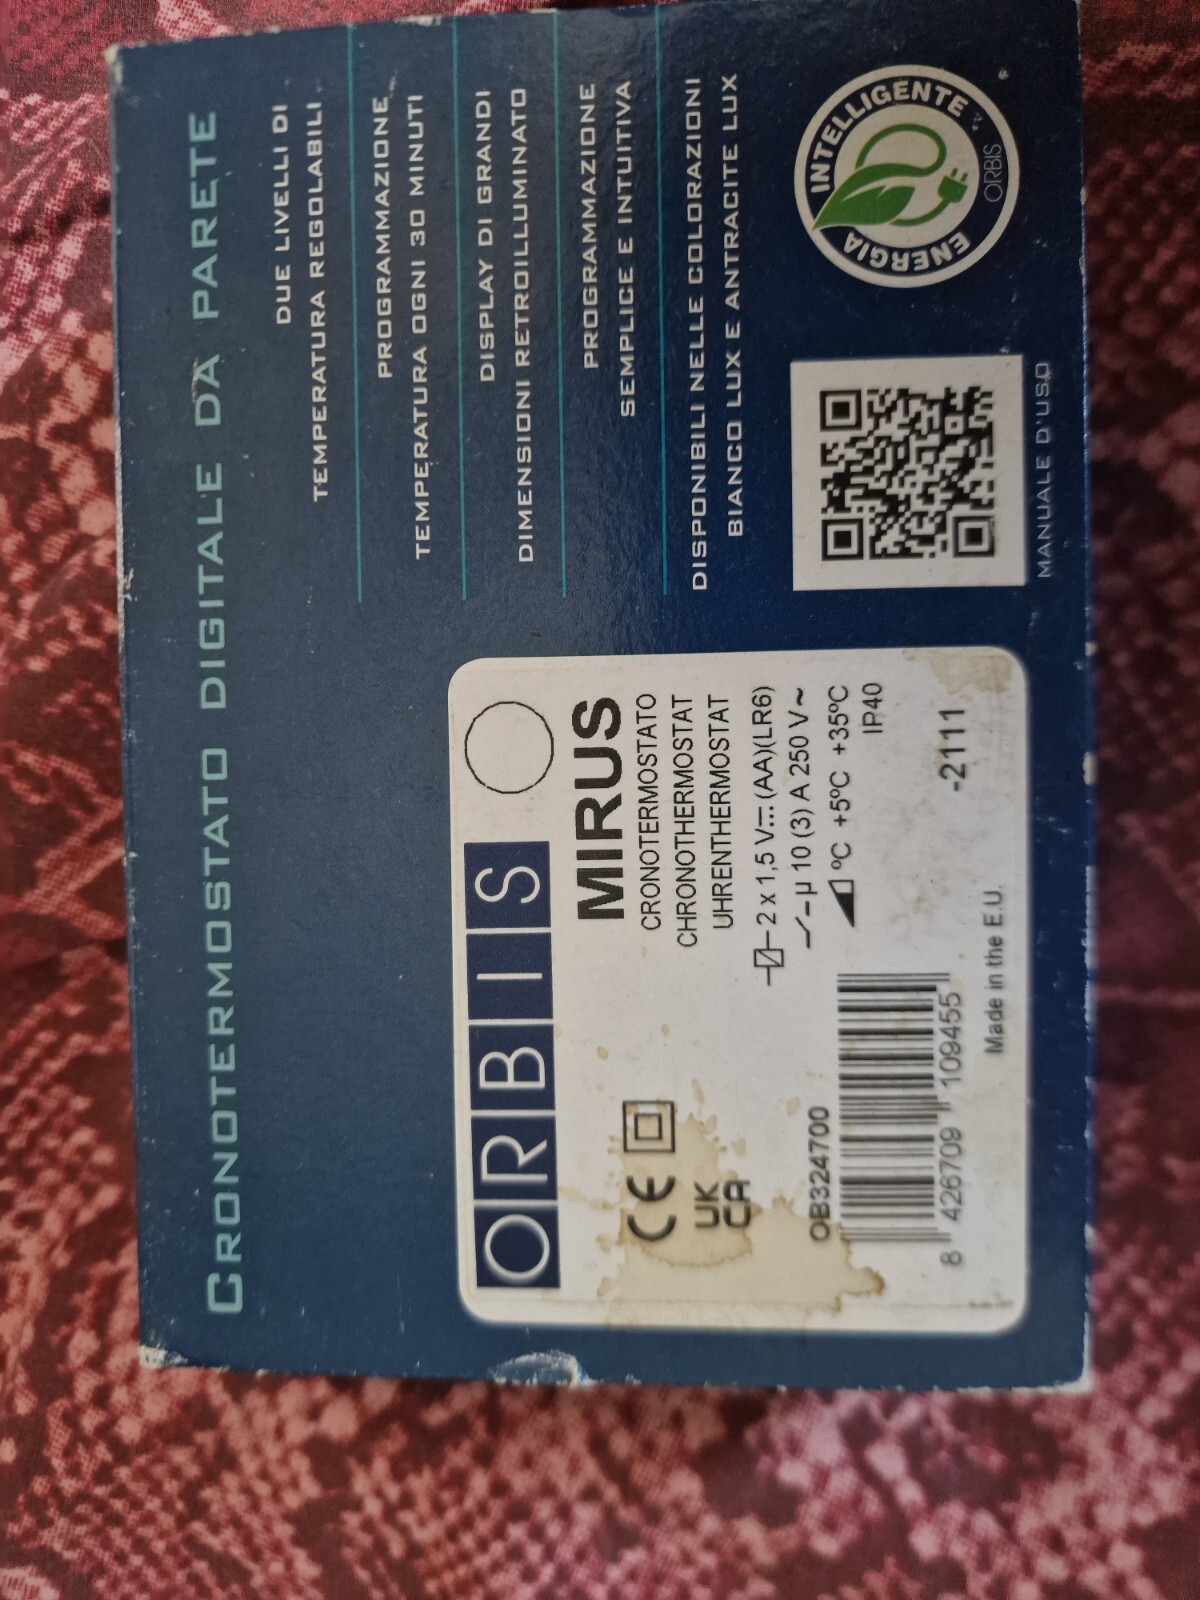 CRONOTERMOSTATO DIGITALE DA PARETE
DUE LIVELLI DI
TEMPERATURA REGOLABILI
PROGRAMMAZIONE
TEMPERATURA OGNI 30 MINUTI
DISPLAY DI GRANDI
DIMENSIONI RETROILLUMINATO
PROGRAMMAZIONE
SEMPLICE E INTUITIVA
DISPONIBILI NELLE COLORAZIONI
BIANCO LUX E ANTRACITE LUX
INTELLIGENTE
ENERGIA
ORBIS
MANUALE D'USO
ORBIS
MIRUS
CRONOTERMOSTATO
CHRONOTHERMOSTAT
UHRENTHERMOSTAT
2 x 1,5 V⎓ (AA)(LR6)
µ 10 (3) A 250 V~
ºC +5ºC +35ºC
IP40
CE
UK
CA
OB324700
8 426709 109455
-2111
Made in the E.U.